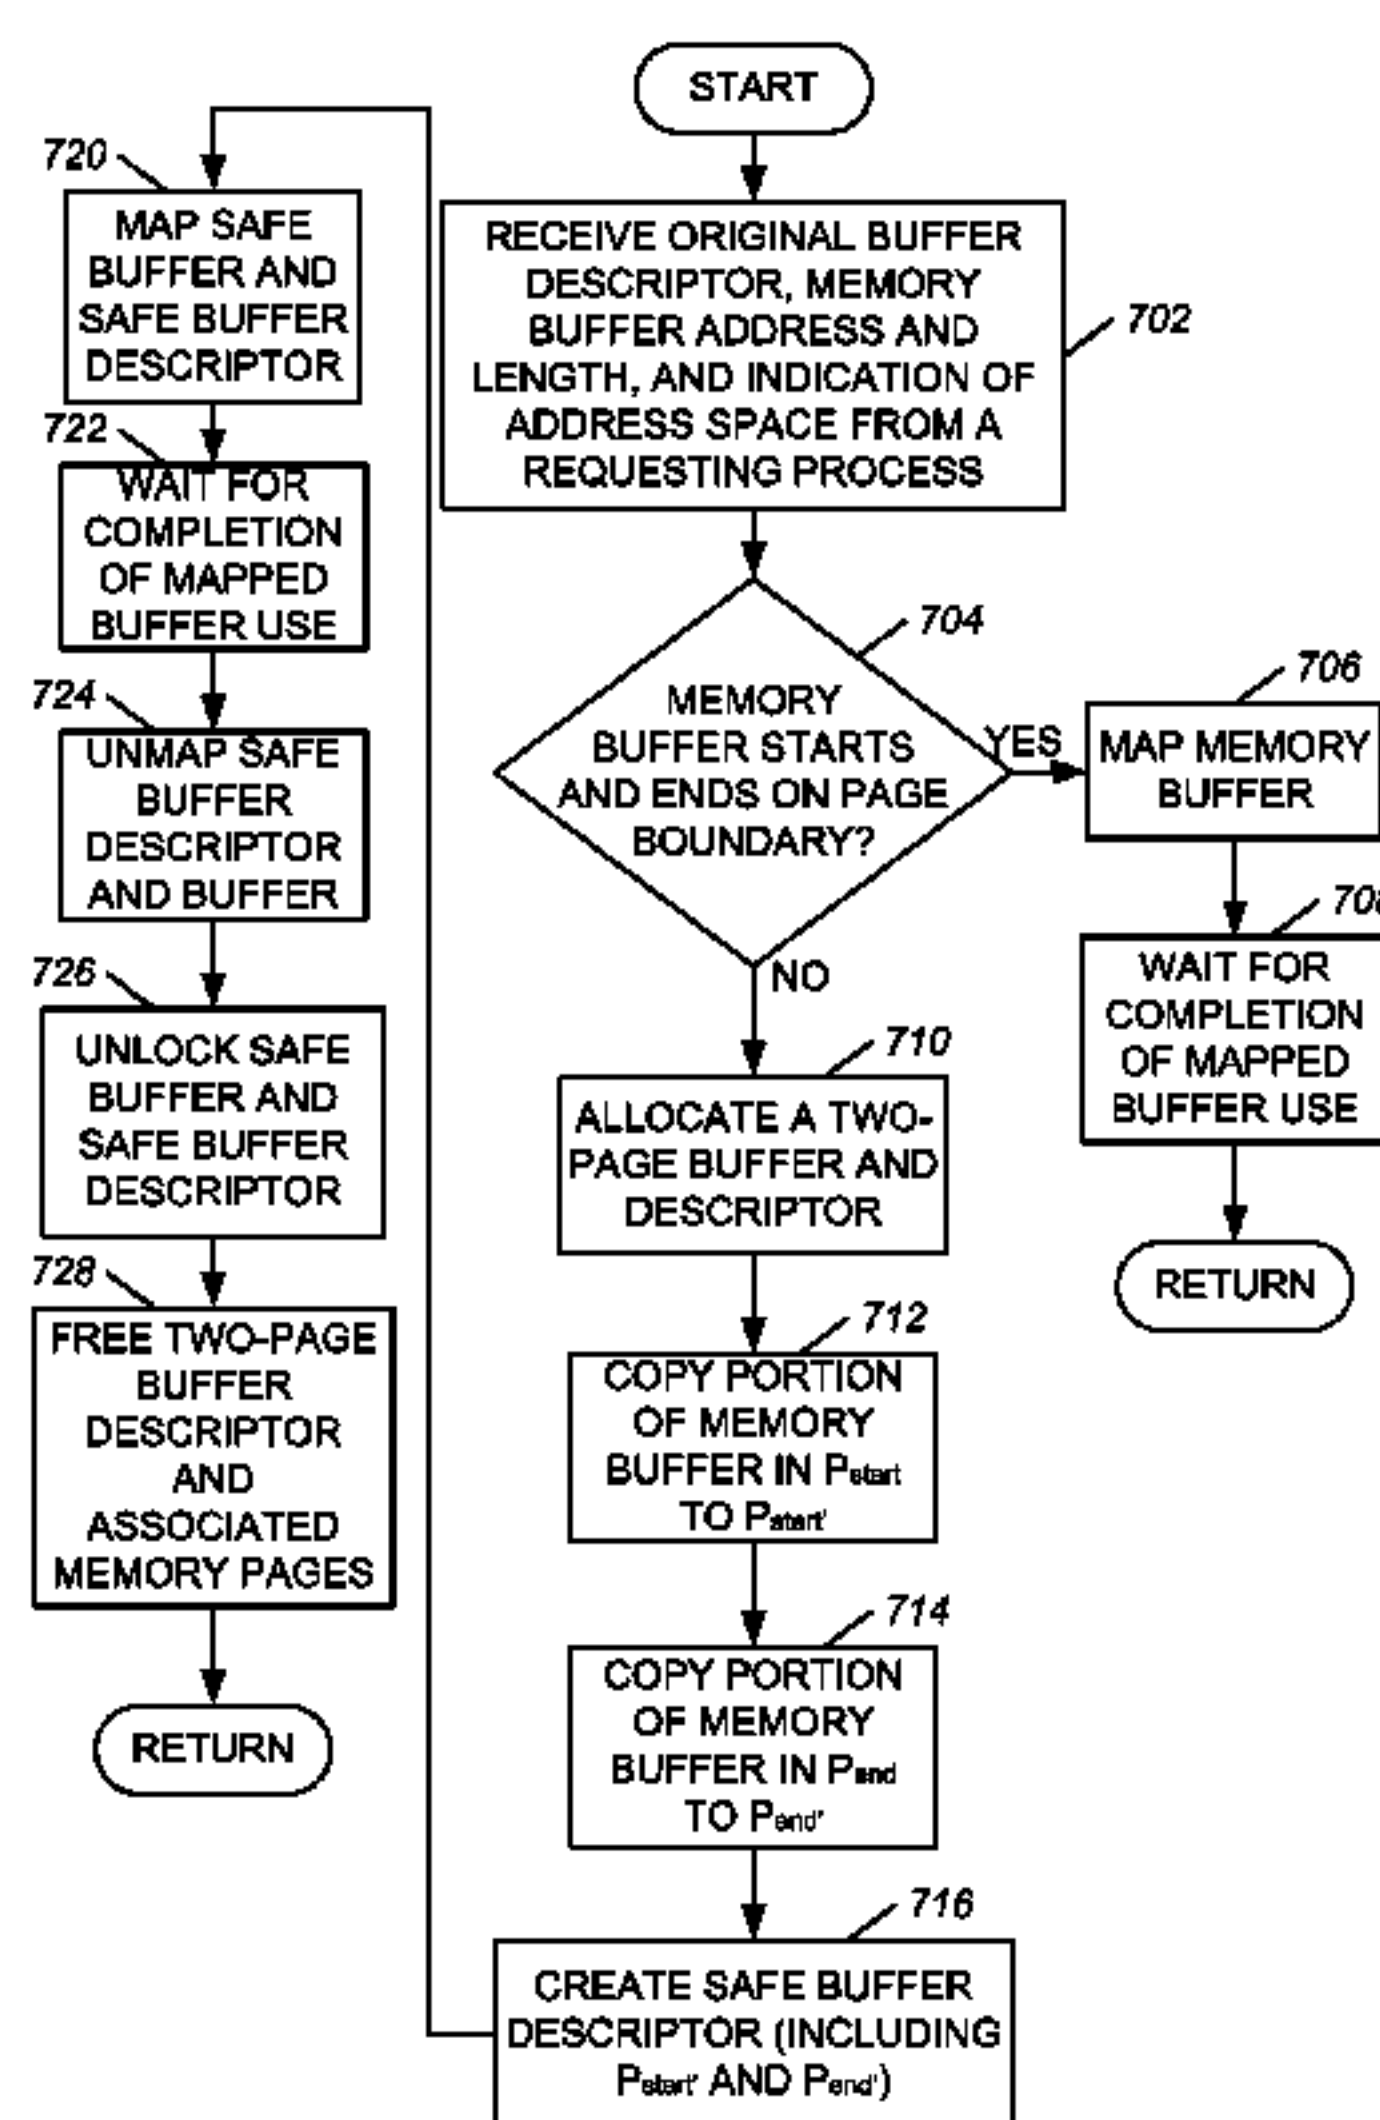 START
702
RECEIVE ORIGINAL BUFFER
DESCRIPTOR, MEMORY
BUFFER ADDRESS AND
LENGTH, AND INDICATION OF
ADDRESS SPACE FROM A
REQUESTING PROCESS
704
MEMORY
BUFFER STARTS
AND ENDS ON PAGE
BOUNDARY?
YES
706
MAP MEMORY
BUFFER
WAIT FOR
COMPLETION
OF MAPPED
BUFFER USE
RETURN
NO
710
ALLOCATE A TWO-
PAGE BUFFER AND
DESCRIPTOR
712
COPY PORTION
OF MEMORY
BUFFER IN Pstart
TO Pstart'
714
COPY PORTION
OF MEMORY
BUFFER IN Pend
TO Pend'
716
CREATE SAFE BUFFER
DESCRIPTOR (INCLUDING
Pstart' AND Pend')
720
MAP SAFE
BUFFER AND
SAFE BUFFER
DESCRIPTOR
722
WAIT FOR
COMPLETION
OF MAPPED
BUFFER USE
724
UNMAP SAFE
BUFFER
DESCRIPTOR
AND BUFFER
726
UNLOCK SAFE
BUFFER AND
SAFE BUFFER
DESCRIPTOR
728
FREE TWO-PAGE
BUFFER
DESCRIPTOR
AND
ASSOCIATED
MEMORY PAGES
RETURN